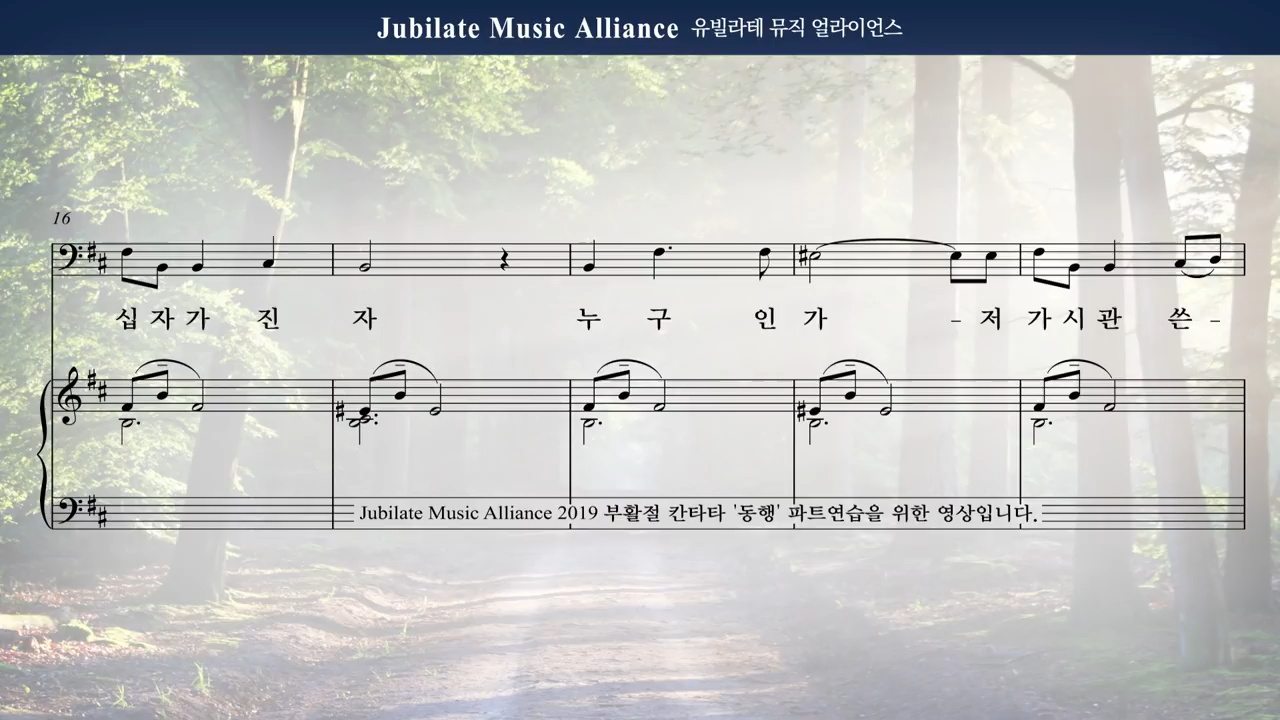 Jubilate Music Alliance 유빌라테 뮤직 얼라이언스
16
십 자 가 진 자 누 구 인 가 - 저 가 시 관 쓴 -
Jubilate Music Alliance 2019 부활절 칸타타 '동행' 파트연습을 위한 영상입니다.